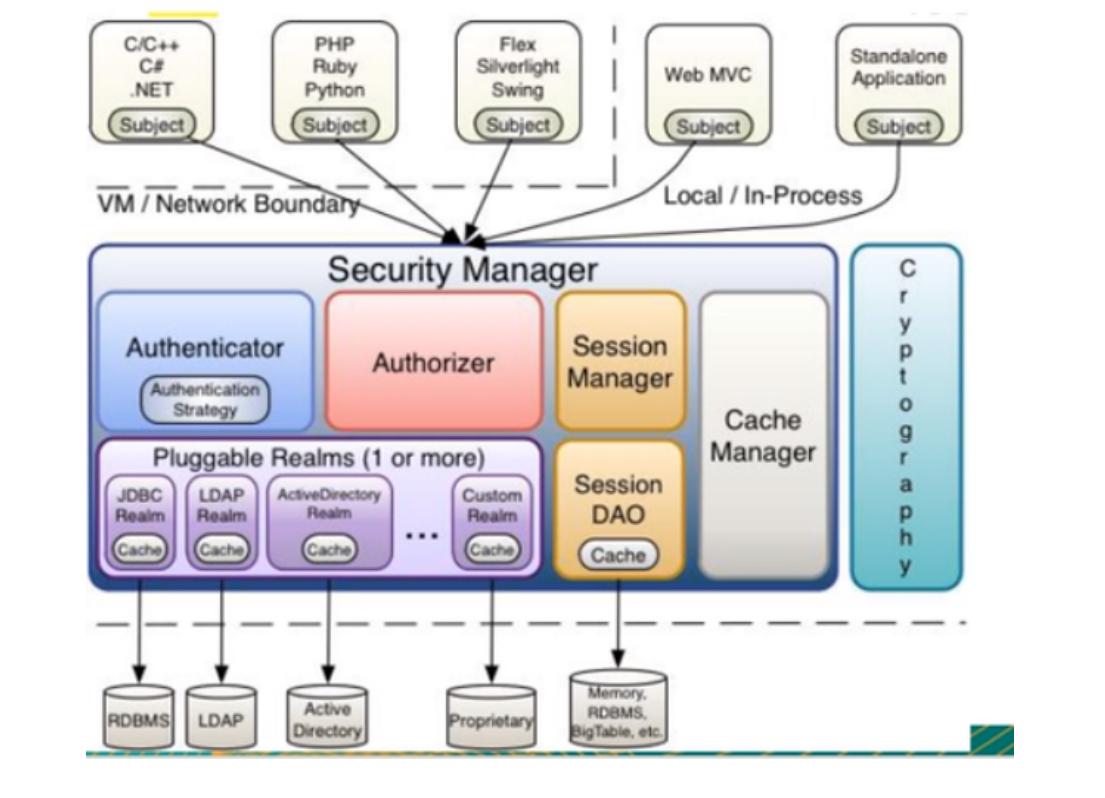 C/C++
C#
.NET
Subject
PHP
Ruby
Python
Subject
Flex
Silverlight
Swing
Subject
Web MVC
Subject
Standalone
Application
Subject
VM / Network Boundary
Local / In-Process
Security Manager
Authenticator
Authentication
Strategy
Authorizer
Session
Manager
Cache
Manager
Cryptography
Pluggable Realms (1 or more)
JDBC
Realm
Cache
LDAP
Realm
Cache
ActiveDirectory
Realm
Cache
...
Custom
Realm
Cache
Session
DAO
Cache
RDBMS
LDAP
Active
Directory
Proprietary
Memory,
RDBMS,
BigTable, etc.